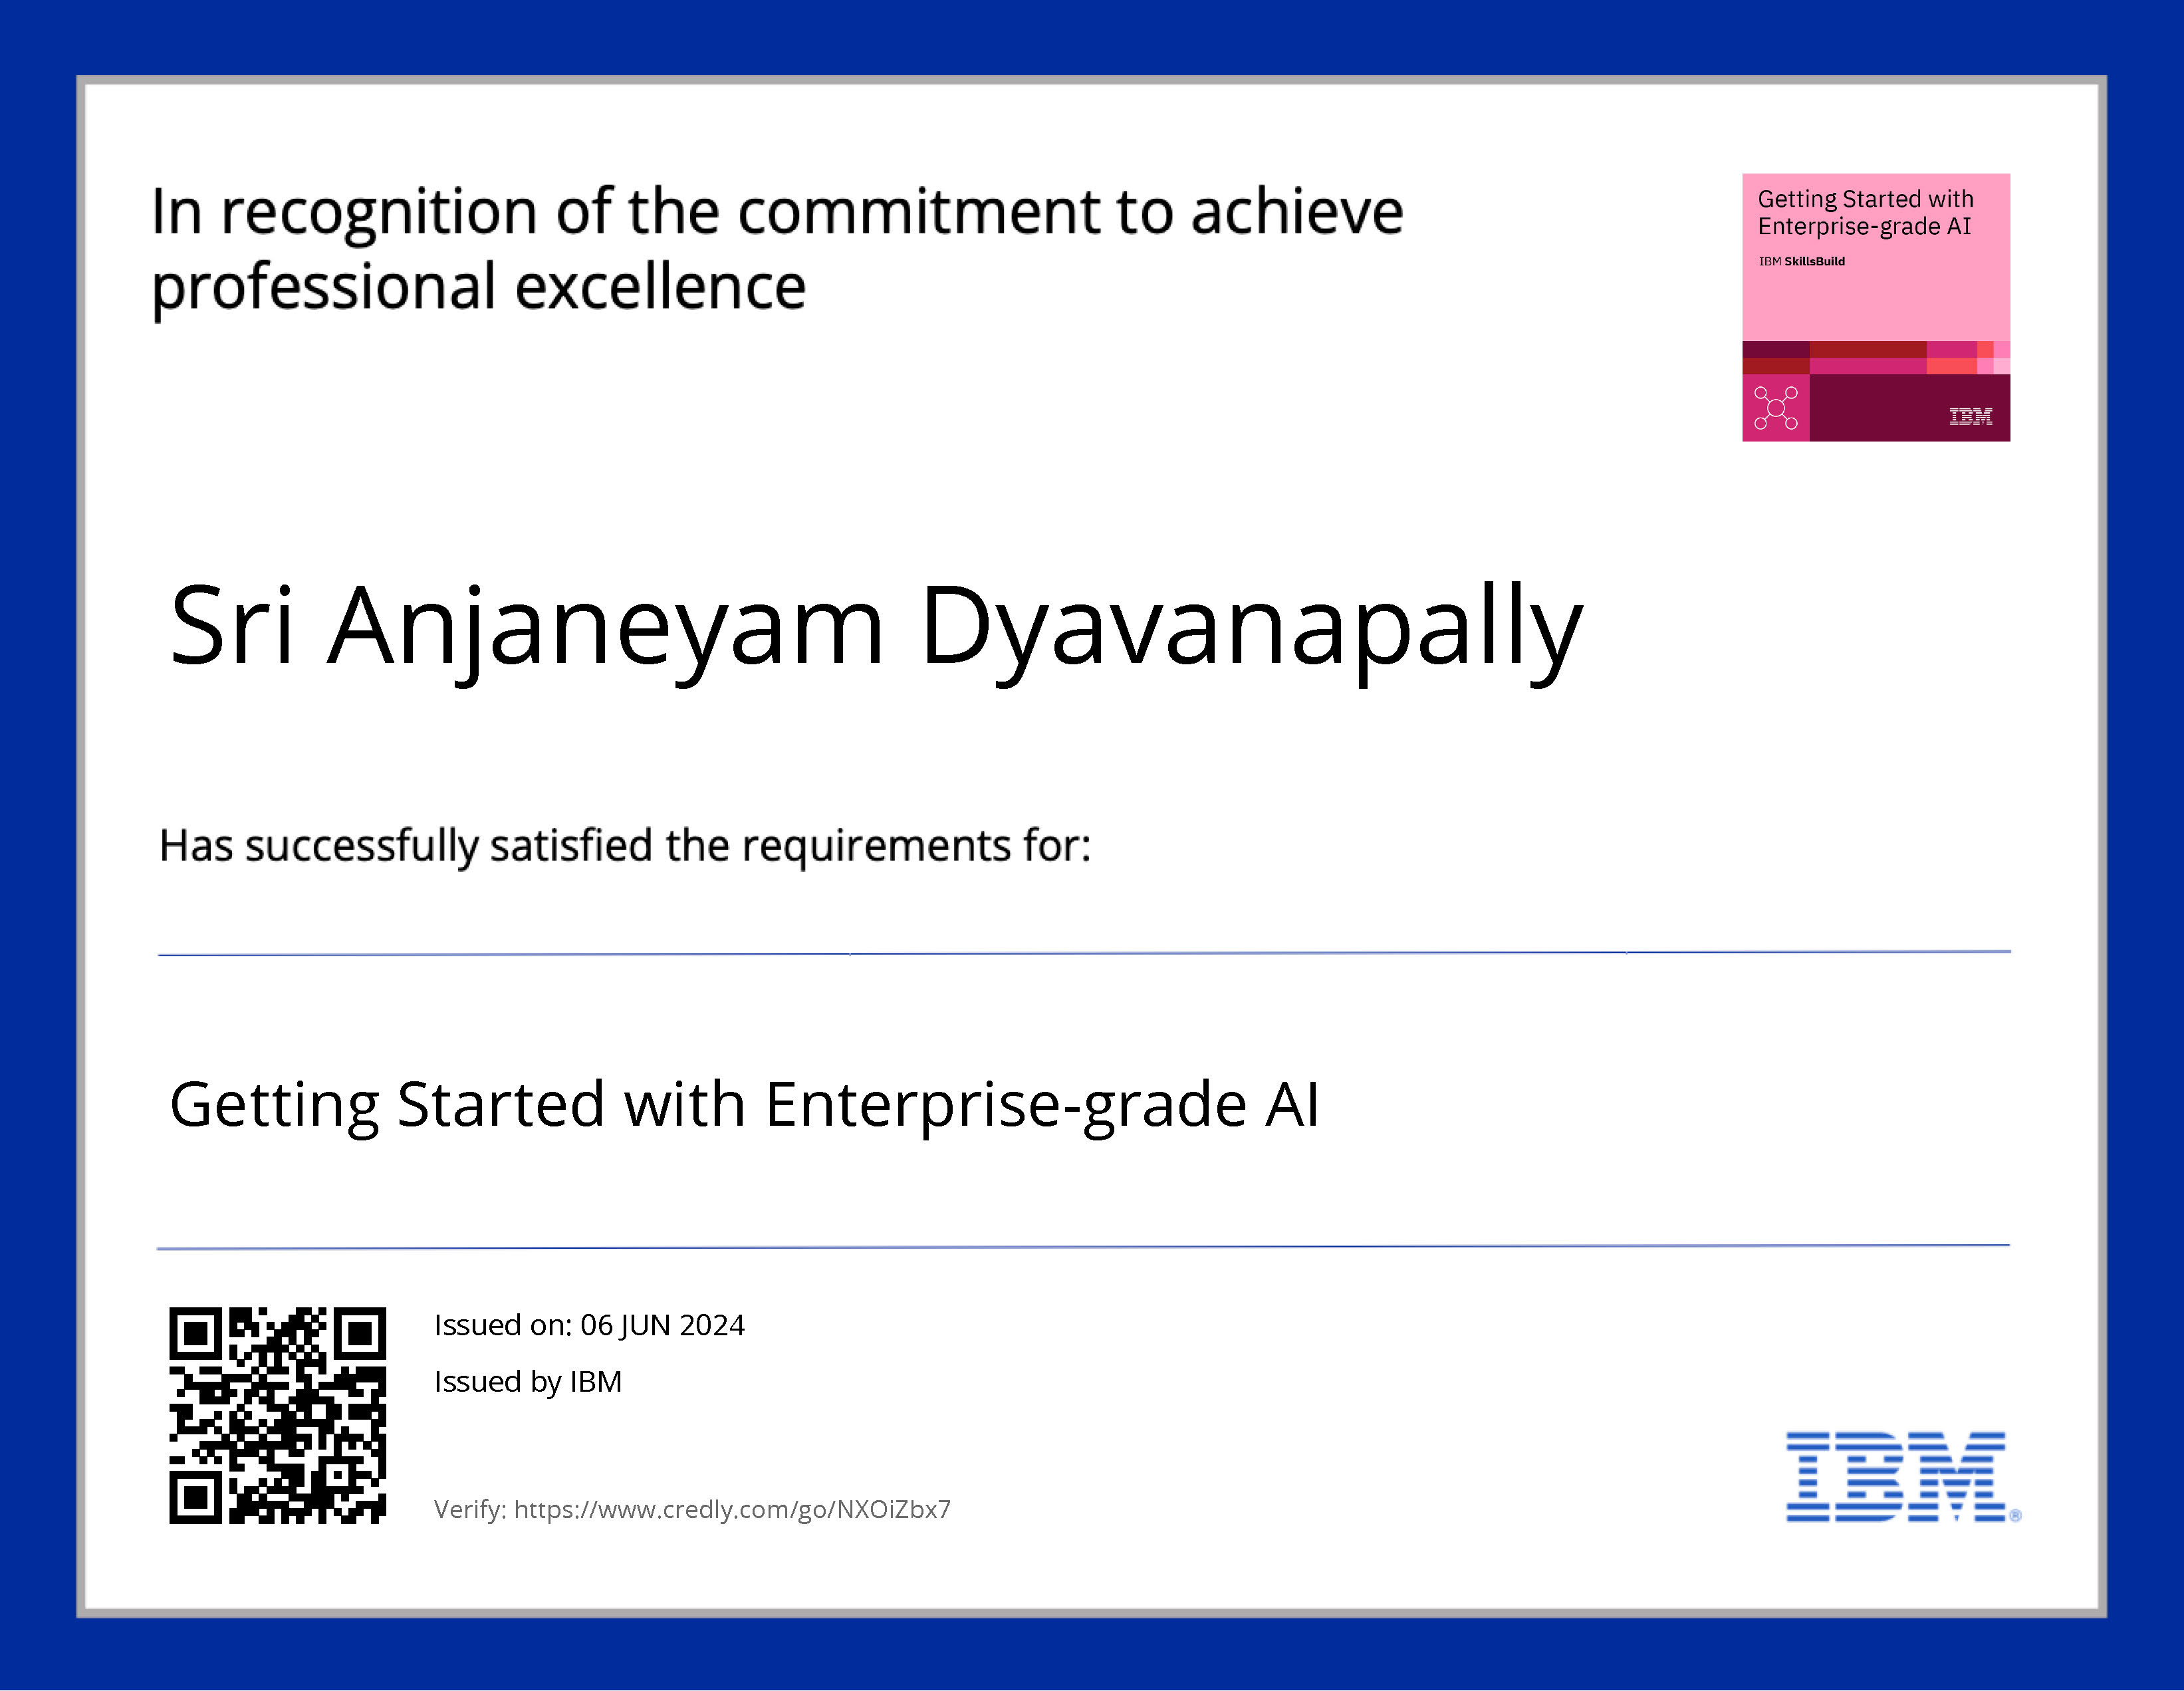 In recognition of the commitment to achieve
professional excellence
Getting Started with
Enterprise-grade AI
IBM SkillsBuild
IBM
Sri Anjaneyam Dyavanapally
Has successfully satisfied the requirements for:
Getting Started with Enterprise-grade AI
Issued on: 06 JUN 2024
Issued by IBM
Verify: https://www.credly.com/go/NXOiZbx7
IBM®